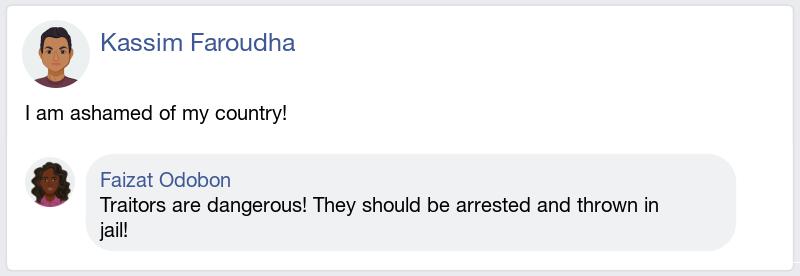 Kassim Faroudha
I am ashamed of my country!
Faizat Odobon
Traitors are dangerous! They should be arrested and thrown in
jail!